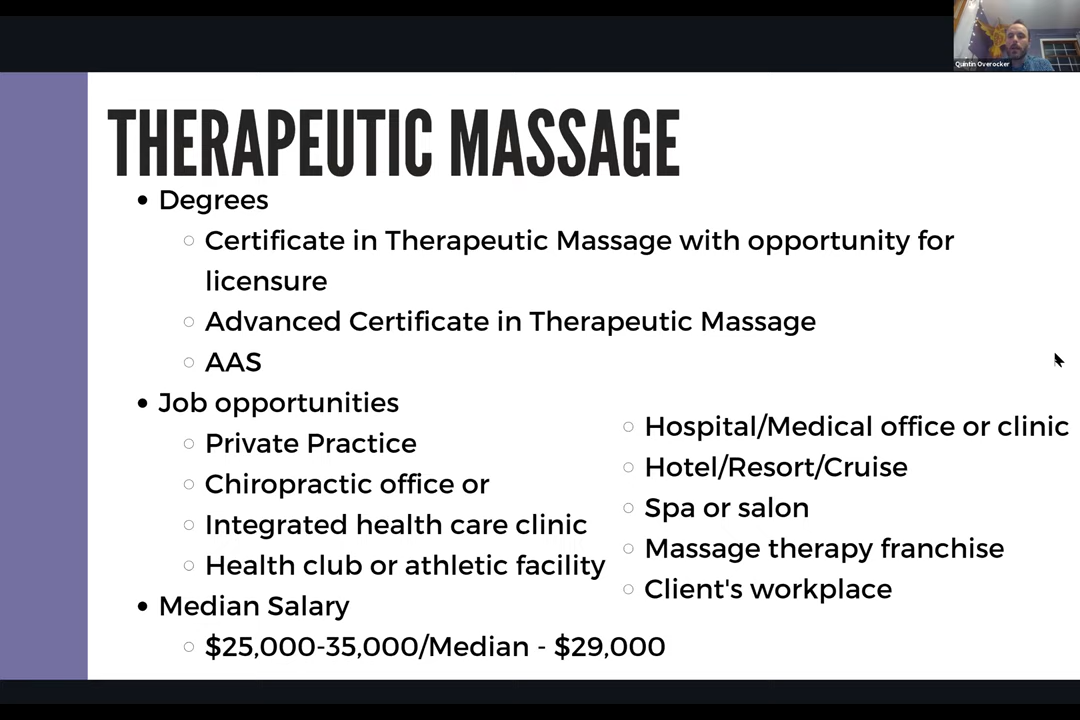 Quintin Overocker
THERAPEUTIC MASSAGE
Degrees
Certificate in Therapeutic Massage with opportunity for
licensure
Advanced Certificate in Therapeutic Massage
AAS
Job opportunities
Private Practice
Chiropractic office or
Integrated health care clinic
Health club or athletic facility
Hospital/Medical office or clinic
Hotel/Resort/Cruise
Spa or salon
Massage therapy franchise
Client's workplace
Median Salary
$25,000-35,000/Median - $29,000